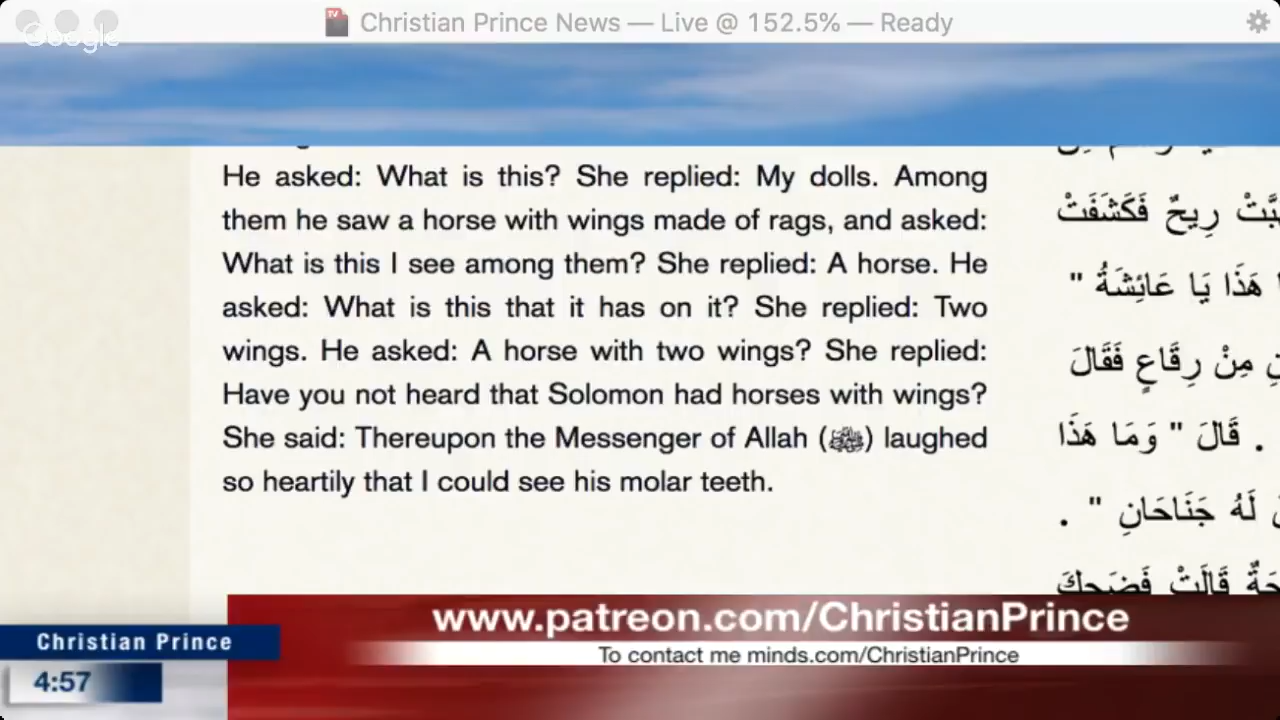 Christian Prince News — Live @ 152.5% — Ready
Google
He asked: What is this? She replied: My dolls. Among
them he saw a horse with wings made of rags, and asked:
What is this I see among them? She replied: A horse. He
asked: What is this that it has on it? She replied: Two
wings. He asked: A horse with two wings? She replied:
Have you not heard that Solomon had horses with wings?
She said: Thereupon the Messenger of Allah (ﷺ) laughed
so heartily that I could see his molar teeth.
رِيحٌ فَكَشَفَتْ
هَذَا يَا عَائِشَةُ "
مِنْ رِقَاعٍ فَقَالَ
. قَالَ " وَمَا هَذَا
لَهُ جَنَاحَانِ " .
قَالَتْ فَضَحِكَ
www.patreon.com/ChristianPrince
To contact me minds.com/ChristianPrince
Christian Prince
4:57